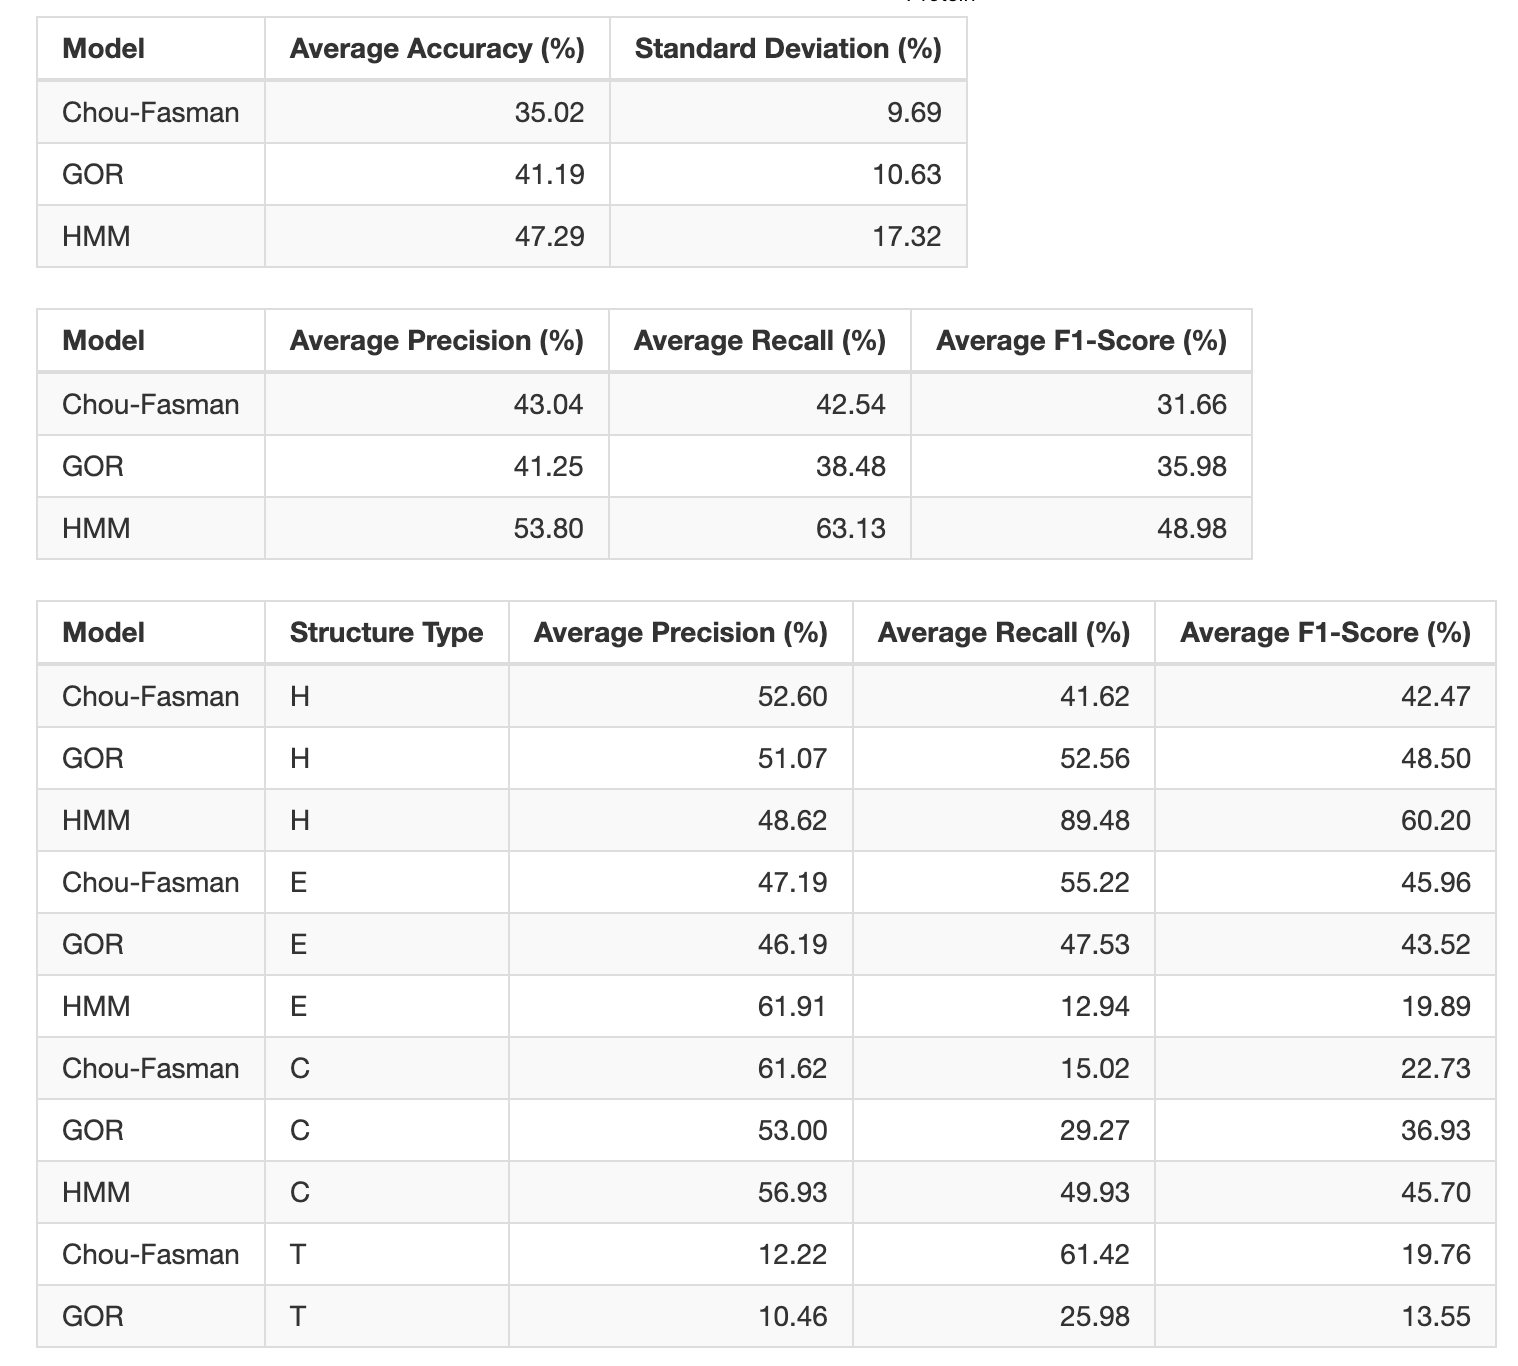 Model Average Accuracy (%) Standard Deviation (%)
Chou-Fasman 35.02 9.69
GOR 41.19 10.63
HMM 47.29 17.32
Model Average Precision (%) Average Recall (%) Average F1-Score (%)
Chou-Fasman 43.04 42.54 31.66
GOR 41.25 38.48 35.98
HMM 53.80 63.13 48.98
Model Structure Type Average Precision (%) Average Recall (%) Average F1-Score (%)
Chou-Fasman H 52.60 41.62 42.47
GOR H 51.07 52.56 48.50
HMM H 48.62 89.48 60.20
Chou-Fasman E 47.19 55.22 45.96
GOR E 46.19 47.53 43.52
HMM E 61.91 12.94 19.89
Chou-Fasman C 61.62 15.02 22.73
GOR C 53.00 29.27 36.93
HMM C 56.93 49.93 45.70
Chou-Fasman T 12.22 61.42 19.76
GOR T 10.46 25.98 13.55